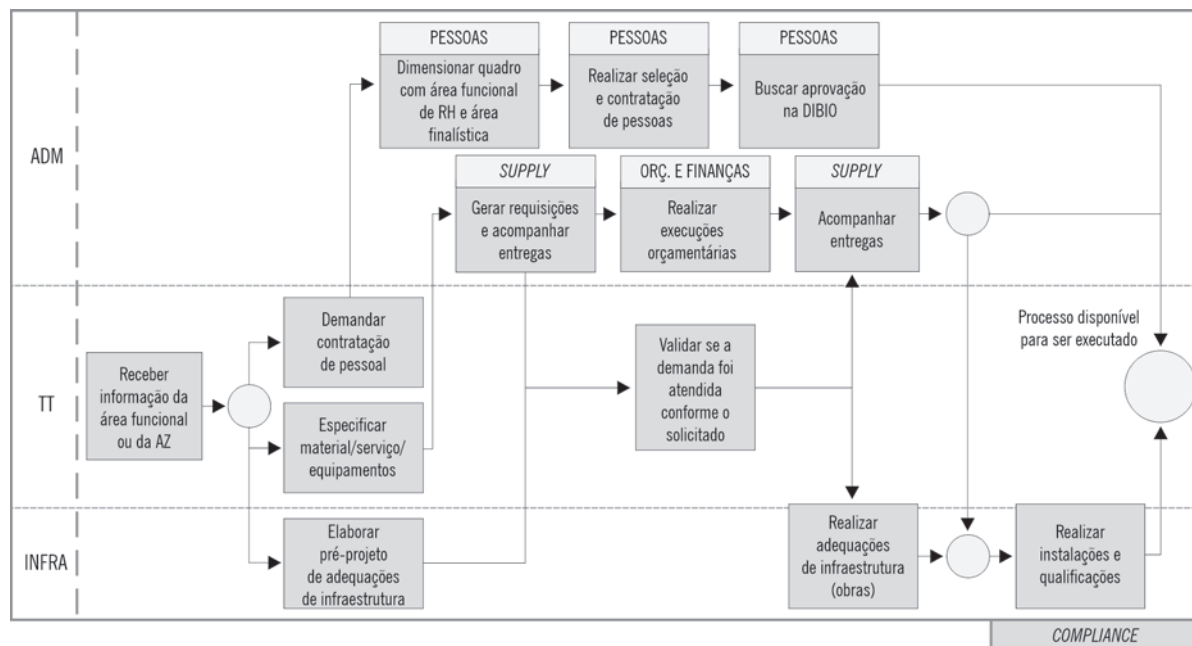 ADM
PESSOAS
Dimensionar quadro
com área funcional
de RH e área
finalística
PESSOAS
Realizar seleção
e contratação
de pessoas
PESSOAS
Buscar aprovação
na DIBIO
SUPPLY
Gerar requisições
e acompanhar
entregas
ORÇ. E FINANÇAS
Realizar
execuções
orçamentárias
SUPPLY
Acompanhar
entregas
TT
Receber
informação da
área funcional
ou da AZ
Demandar
contratação
de pessoal
Especificar
material/serviço/
equipamentos
Validar se a
demanda foi
atendida
conforme o
solicitado
Processo disponível
para ser executado
INFRA
Elaborar
pré-projeto
de adequações
de infraestrutura
Realizar
adequações
de infraestrutura
(obras)
Realizar
instalações e
qualificações
COMPLIANCE